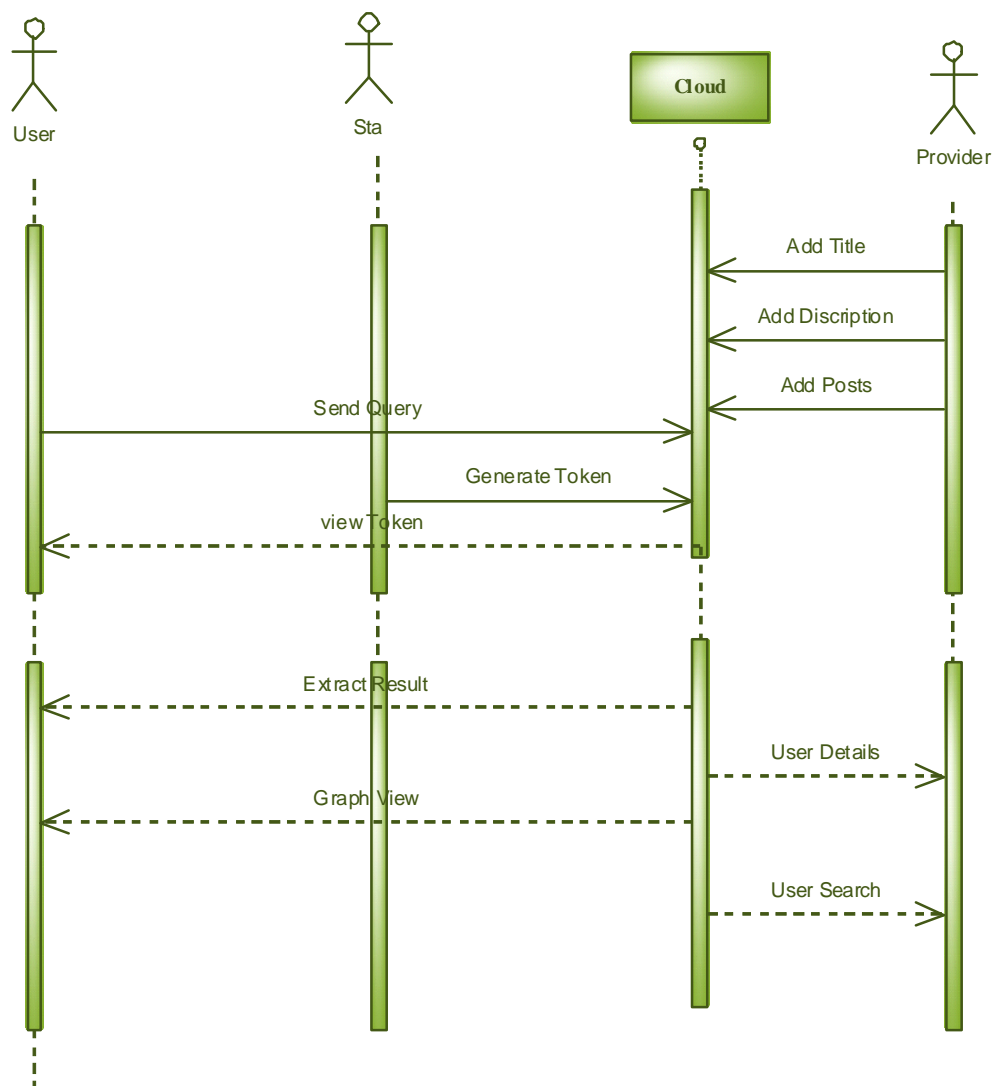 User
Sta
Cloud
Provider
Add Title
Add Discription
Add Posts
Send Query
Generate Token
view Token
Extract Result
User Details
Graph View
User Search